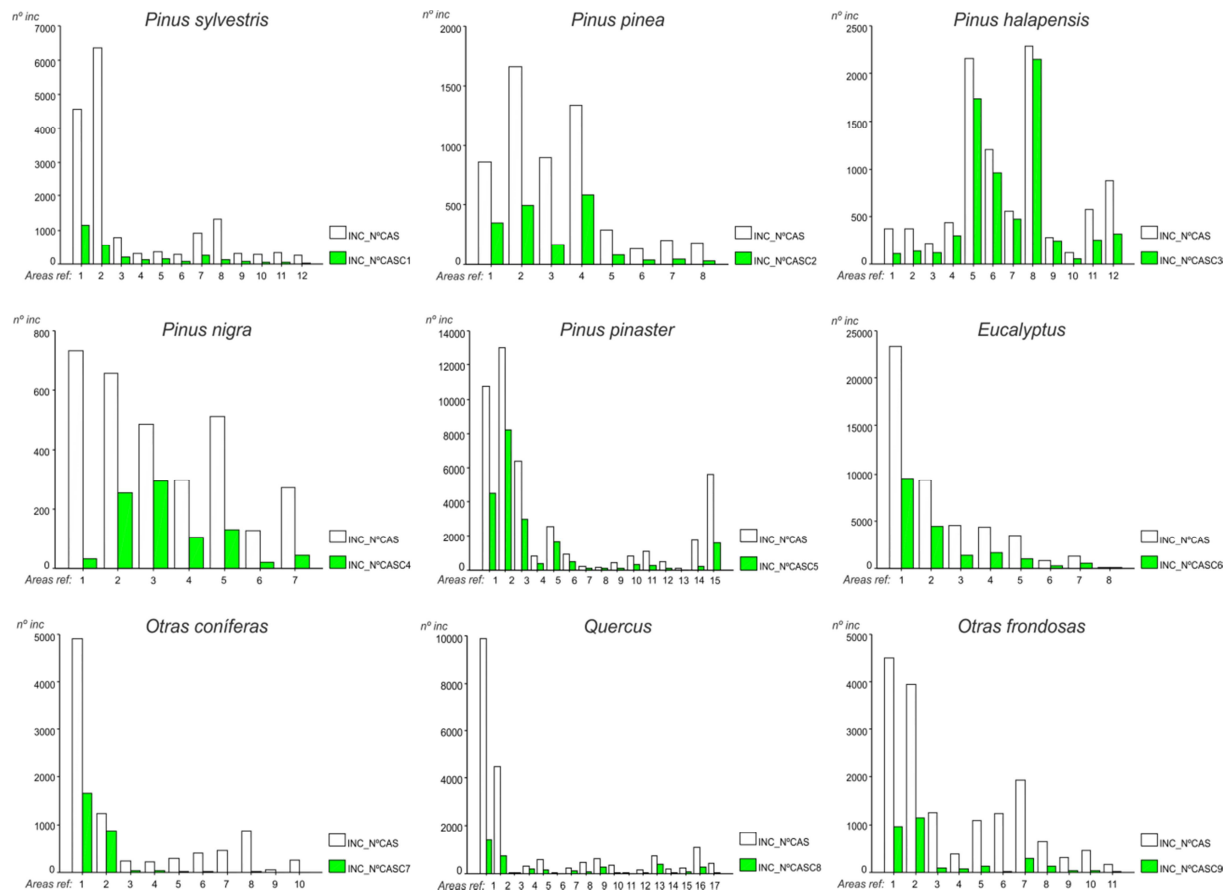 nº inc
Pinus sylvestris
7000
6000
5000
4000
3000
2000
1000
0
INC_NºCAS
INC_NºCASC1
Areas ref: 1 2 3 4 5 6 7 8 9 10 11 12
nº inc
Pinus pinea
2000
1500
1000
500
0
INC_NºCAS
INC_NºCASC2
Areas ref: 1 2 3 4 5 6 7 8
nº inc
Pinus halapensis
2500
2000
1500
1000
500
0
INC_NºCAS
INC_NºCASC3
Areas ref: 1 2 3 4 5 6 7 8 9 10 11 12
nº inc
Pinus nigra
800
600
400
200
0
INC_NºCAS
INC_NºCASC4
Areas ref: 1 2 3 4 5 6 7
nº inc
Pinus pinaster
14000
12000
10000
8000
6000
4000
2000
0
INC_NºCAS
INC_NºCASC5
Areas ref: 1 2 3 4 5 6 7 8 9 10 11 12 13 14 15
nº inc
Eucalyptus
25000
20000
15000
10000
5000
0
INC_NºCAS
INC_NºCASC6
Areas ref: 1 2 3 4 5 6 7 8
nº inc
Otras coníferas
5000
4000
3000
2000
1000
0
INC_NºCAS
INC_NºCASC7
Areas ref: 1 2 3 4 5 6 7 8 9 10
nº inc
Quercus
10000
8000
6000
4000
2000
0
INC_NºCAS
INC_NºCASC8
Areas ref: 1 2 3 4 5 6 7 8 9 10 11 12 13 14 15 16 17
nº inc
Otras frondosas
5000
4000
3000
2000
1000
0
INC_NºCAS
INC_NºCASC9
Areas ref: 1 2 3 4 5 6 7 8 9 10 11